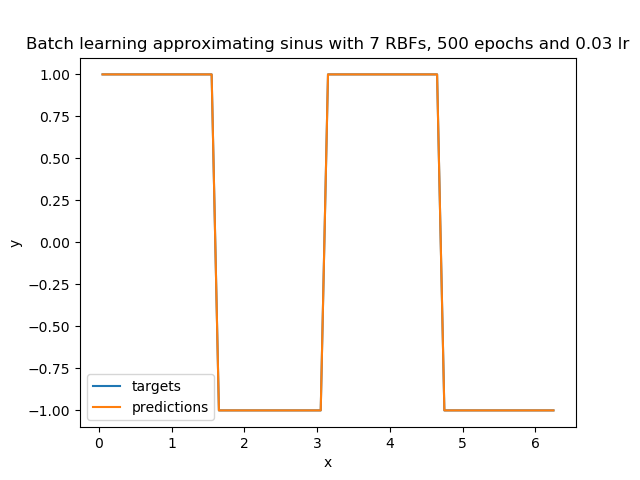 Batch learning approximating sinus with 7 RBFs, 500 epochs and 0.03 lr
1.00
0.75
0.50
0.25
0.00
−0.25
−0.50
−0.75
−1.00
y
targets
predictions
0 1 2 3 4 5 6
x